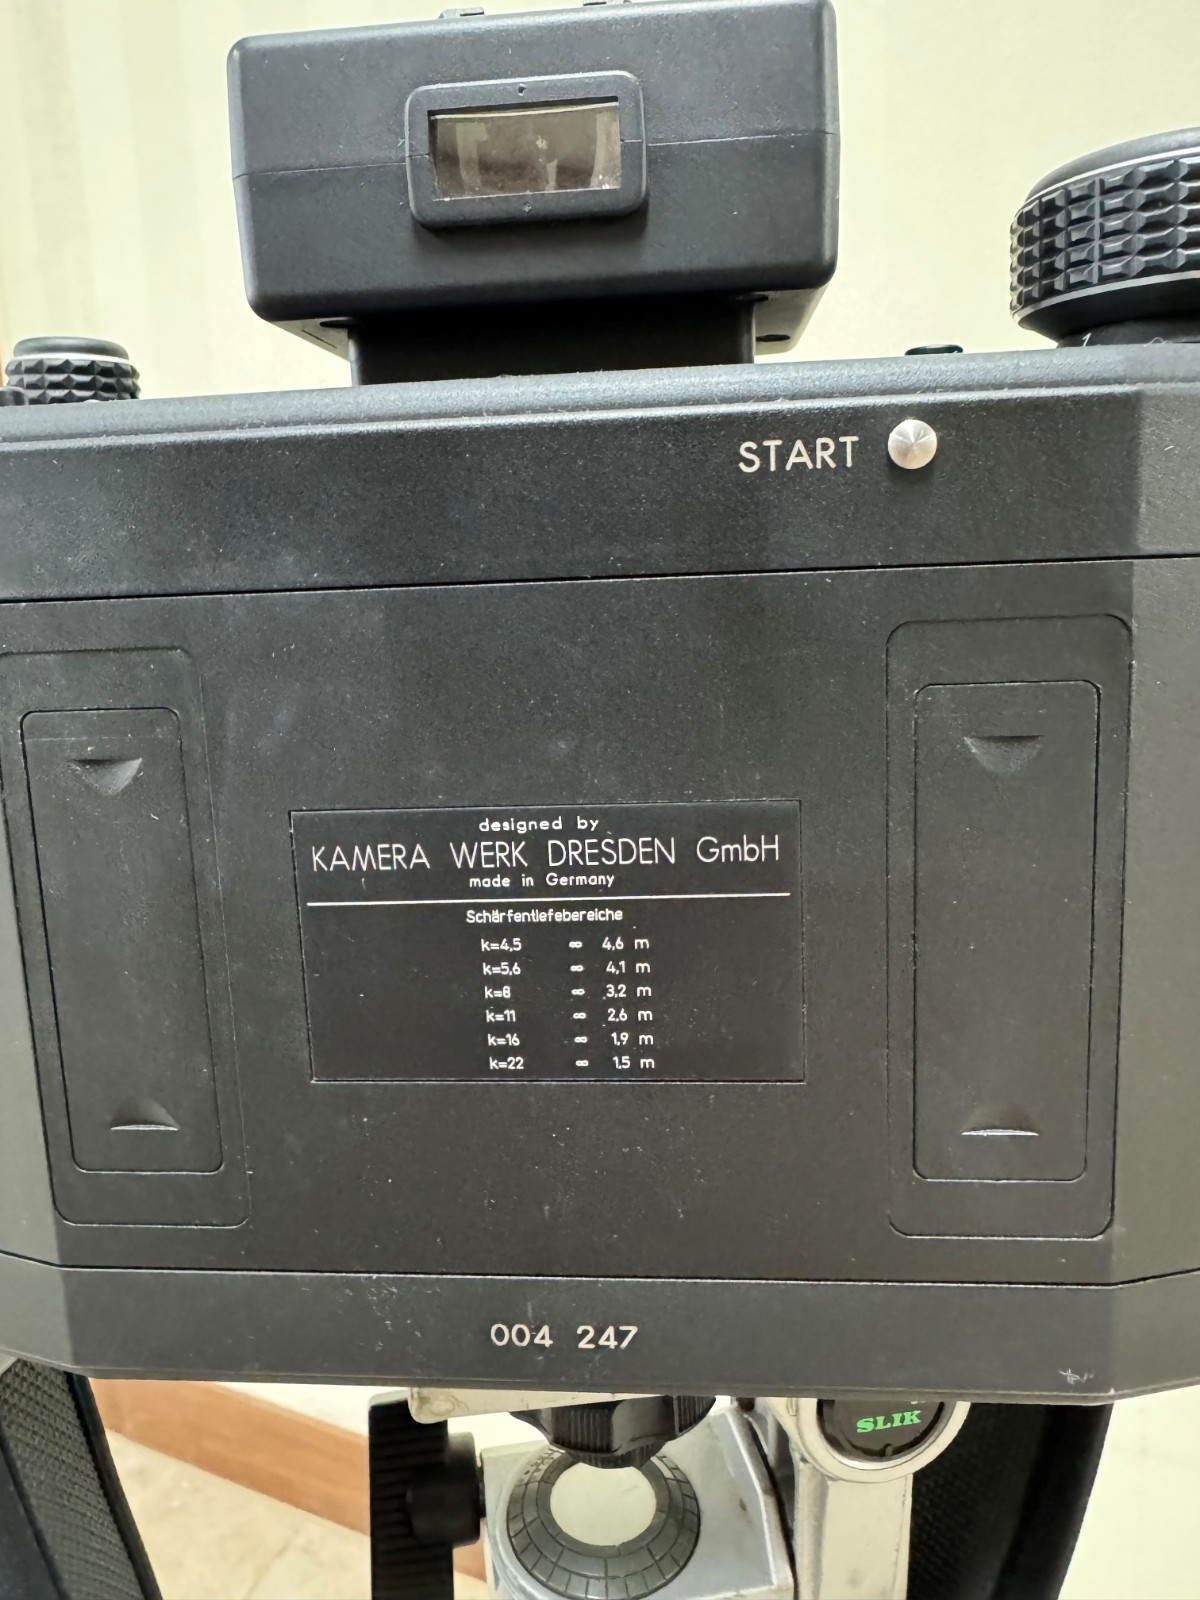 START
designed by
KAMERA WERK DRESDEN GmbH
made in Germany
Schärfentiefebereiche
k=4,5 ∞ 4,6 m
k=5,6 ∞ 4,1 m
k=8 ∞ 3,2 m
k=11 ∞ 2,6 m
k=16 ∞ 1,9 m
k=22 ∞ 1,5 m
004 247
SLIK